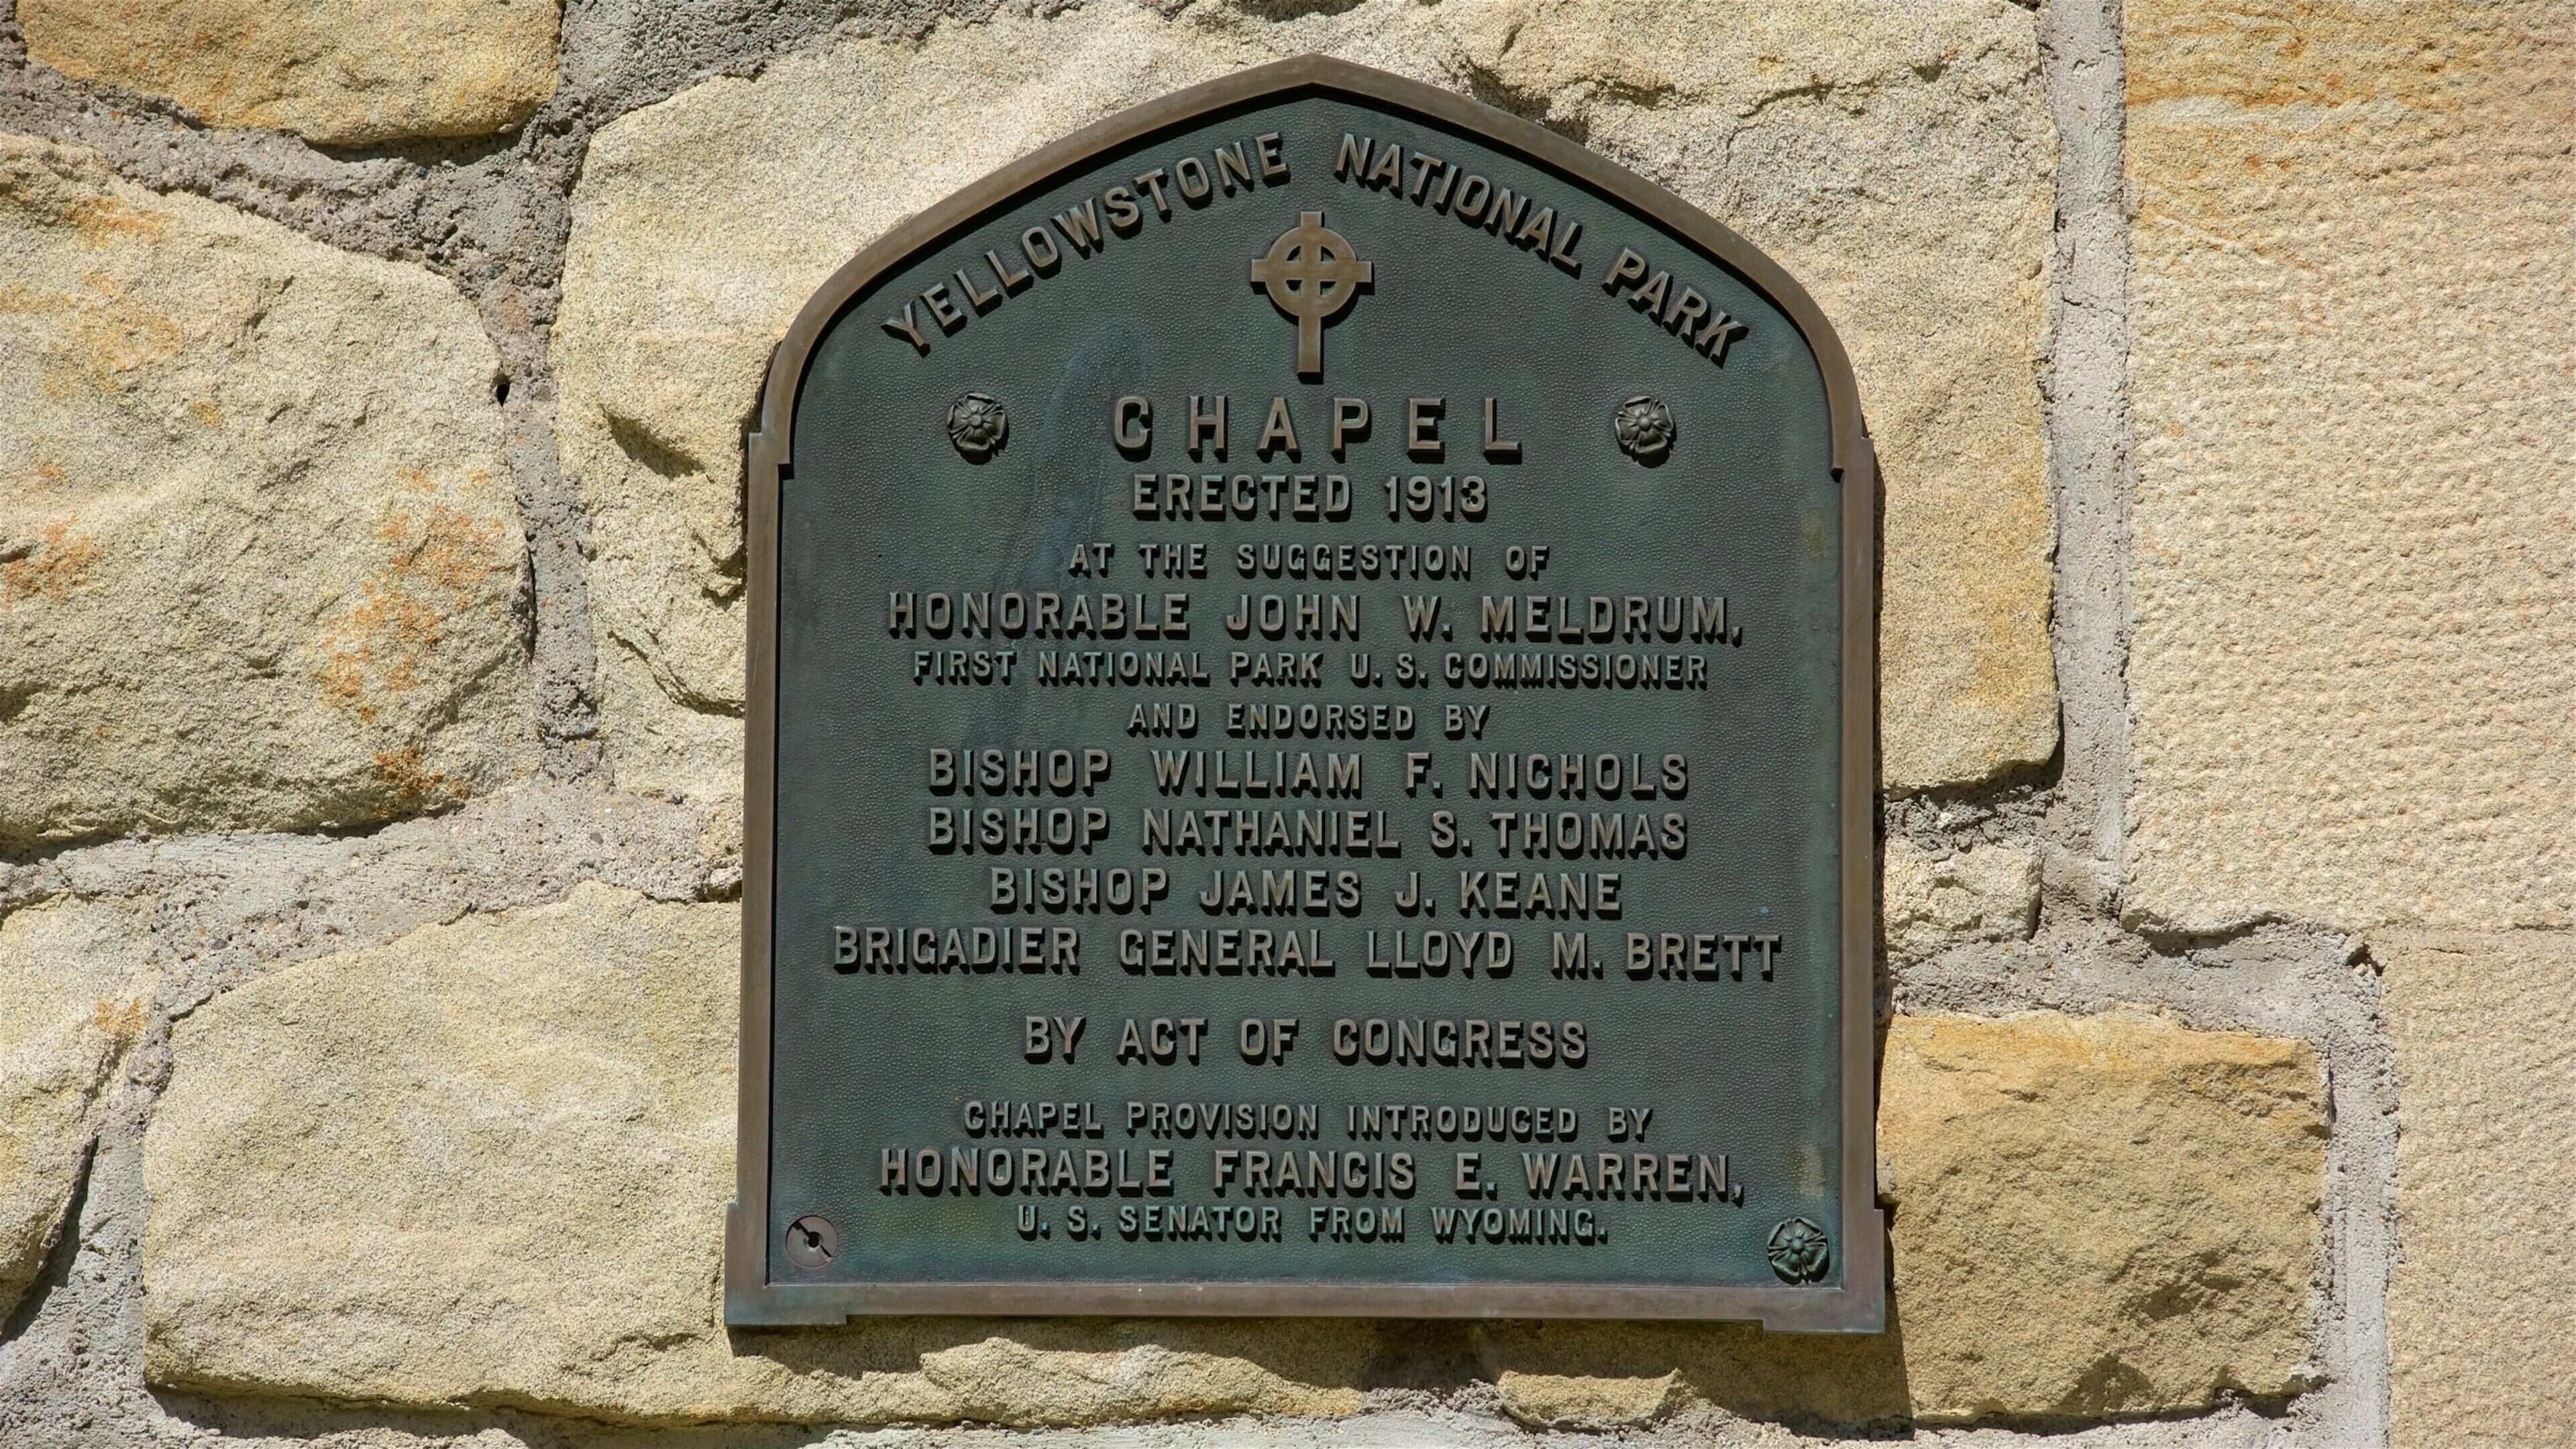 YELLOWSTONE NATIONAL PARK
CHAPEL
ERECTED 1913
AT THE SUGGESTION OF
HONORABLE JOHN W. MELDRUM,
FIRST NATIONAL PARK U. S. COMMISSIONER
AND ENDORSED BY
BISHOP WILLIAM F. NICHOLS
BISHOP NATHANIEL S. THOMAS
BISHOP JAMES J. KEANE
BRIGADIER GENERAL LLOYD M. BRETT
BY ACT OF CONGRESS
CHAPEL PROVISION INTRODUCED BY
HONORABLE FRANCIS E. WARREN,
U. S. SENATOR FROM WYOMING.